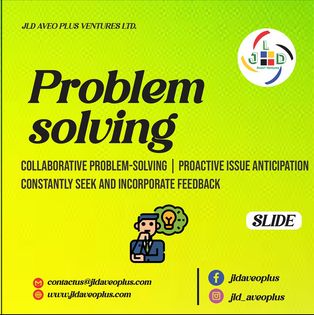 JLD AVEO PLUS VENTURES LTD.
L
J D
Problem
solving
COLLABORATIVE PROBLEM-SOLVING | PROACTIVE ISSUE ANTICIPATION
CONSTANTLY SEEK AND INCORPORATE FEEDBACK
SLIDE
contactus@jldaveoplus.com
www.jldaveoplus.com
jldaveoplus
jld_aveoplus